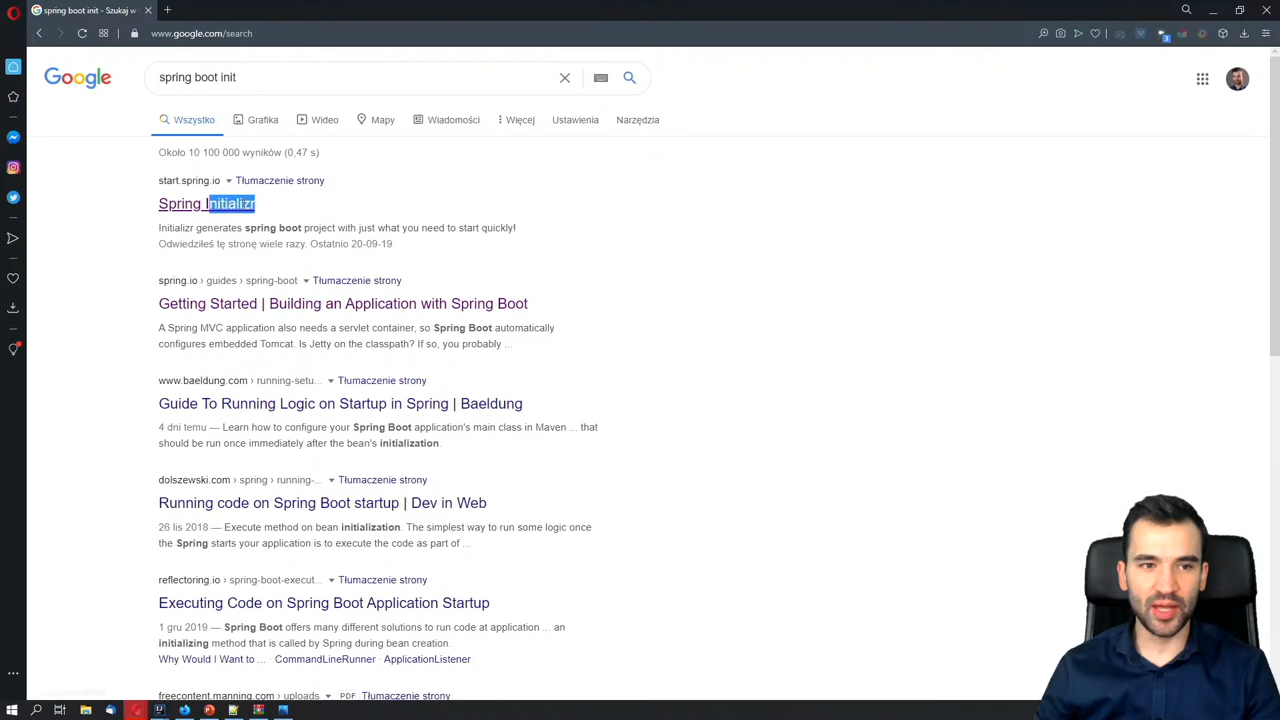 spring boot init - Szukaj w
www.google.com/search
3
Google
spring boot init
Wszystko Grafika Wideo Mapy Wiadomości Więcej Ustawienia Narzędzia
Około 10 100 000 wyników (0,47 s)
start.spring.io Tłumaczenie strony
Spring Initializr
Initializr generates spring boot project with just what you need to start quickly!
Odwiedziłeś tę stronę wiele razy. Ostatnio 20-09-19
spring.io › guides › spring-boot Tłumaczenie strony
Getting Started | Building an Application with Spring Boot
A Spring MVC application also needs a servlet container, so Spring Boot automatically
configures embedded Tomcat. Is Jetty on the classpath? If so, you probably ...
www.baeldung.com › running-setu... Tłumaczenie strony
Guide To Running Logic on Startup in Spring | Baeldung
4 dni temu — Learn how to configure your Spring Boot application's main class in Maven ... that
should be run once immediately after the bean's initialization.
dolszewski.com › spring › running-... Tłumaczenie strony
Running code on Spring Boot startup | Dev in Web
26 lis 2018 — Execute method on bean initialization. The simplest way to run some logic once
the Spring starts your application is to execute the code as part of ...
reflectoring.io › spring-boot-execut... Tłumaczenie strony
Executing Code on Spring Boot Application Startup
1 gru 2019 — Spring Boot offers many different solutions to run code at application ... an
initializing method that is called by Spring during bean creation.
Why Would I Want to ... · CommandLineRunner · ApplicationListener
freecontent.manning.com › uploads PDF Tłumaczenie strony